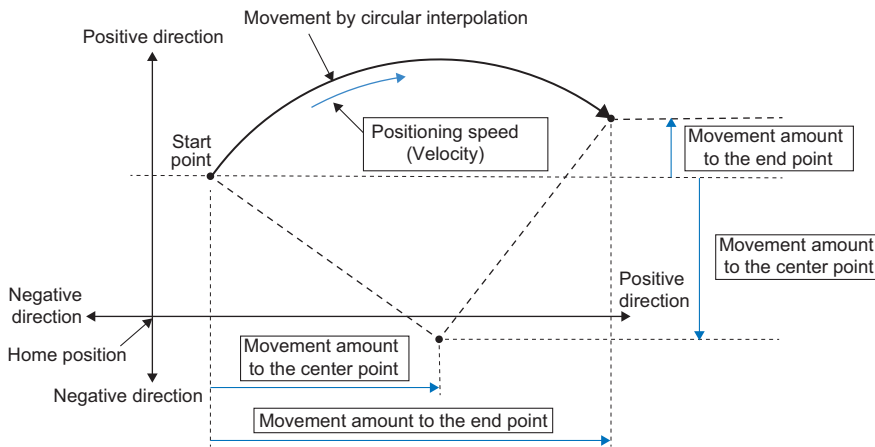 Movement by circular interpolation
Positive direction
Start
point
Positioning speed
(Velocity)
Movement amount
to the end point
Movement amount
to the center point
Positive
direction
Negative
direction
Home position
Movement amount
to the center point
Negative direction
Movement amount to the end point